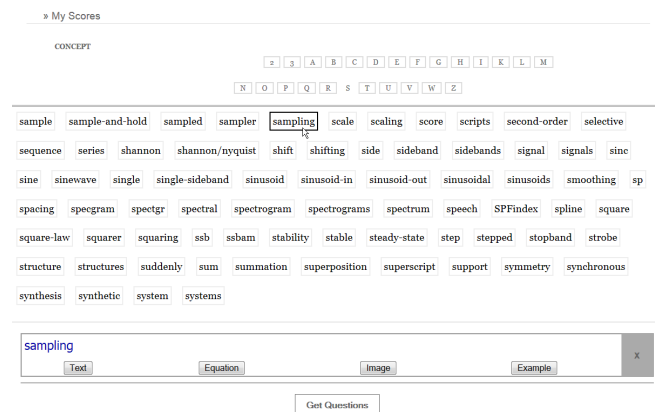 » My Scores
CONCEPT
2 3 A B C D E F G H I K L M
N O P Q R S T U V W Z
sample sample-and-hold sampled sampler sampling scale scaling score scripts second-order selective
sequence series shannon shannon/nyquist shift shifting side sideband sidebands signal signals sinc
sine sinewave single single-sideband sinusoid sinusoid-in sinusoid-out sinusoidal sinusoids smoothing sp
spacing specgram spectgr spectral spectrogram spectrograms spectrum speech SPFindex spline square
square-law squarer squaring ssb ssbam stability stable steady-state step stepped stopband strobe
structure structures suddenly sum summation superposition superscript support symmetry synchronous
synthesis synthetic system systems
sampling
Text Equation Image Example
x
Get Questions